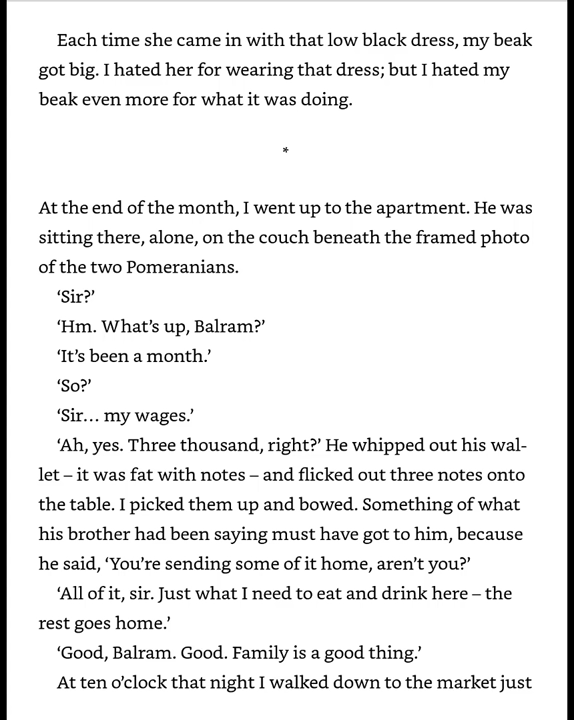 Each time she came in with that low black dress, my beak
got big. I hated her for wearing that dress; but I hated my
beak even more for what it was doing.
*
At the end of the month, I went up to the apartment. He was
sitting there, alone, on the couch beneath the framed photo
of the two Pomeranians.
‘Sir?’
‘Hm. What’s up, Balram?’
‘It’s been a month.’
‘So?’
‘Sir… my wages.’
‘Ah, yes. Three thousand, right?’ He whipped out his wal-
let – it was fat with notes – and flicked out three notes onto
the table. I picked them up and bowed. Something of what
his brother had been saying must have got to him, because
he said, ‘You’re sending some of it home, aren’t you?’
‘All of it, sir. Just what I need to eat and drink here – the
rest goes home.’
‘Good, Balram. Good. Family is a good thing.’
At ten o’clock that night I walked down to the market just